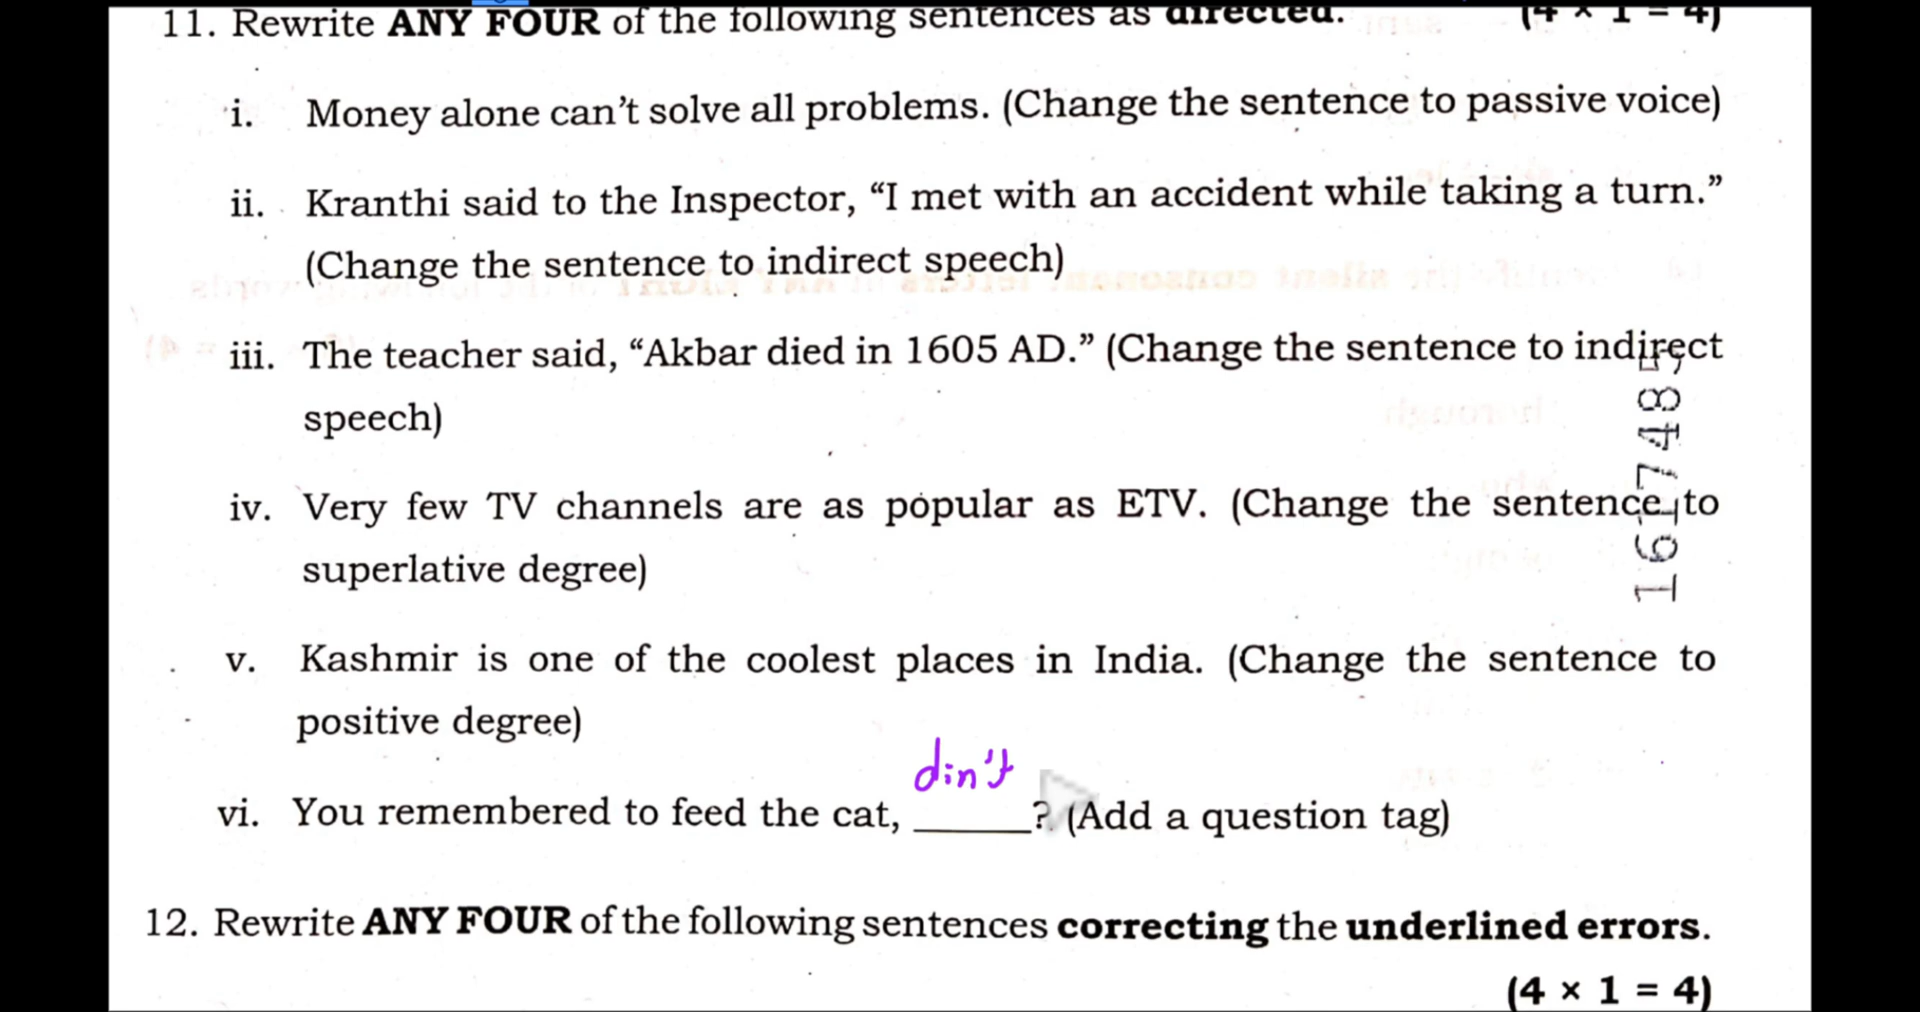 11. Rewrite ANY FOUR of the following sentences as directed. (4 × 1 = 4)
i. Money alone can't solve all problems. (Change the sentence to passive voice)
ii. Kranthi said to the Inspector, “I met with an accident while taking a turn.”
(Change the sentence to indirect speech)
iii. The teacher said, “Akbar died in 1605 AD.” (Change the sentence to indirect
speech)
iv. Very few TV channels are as popular as ETV. (Change the sentence to
superlative degree)
v. Kashmir is one of the coolest places in India. (Change the sentence to
positive degree)
din't
vi. You remembered to feed the cat, ______? (Add a question tag)
12. Rewrite ANY FOUR of the following sentences correcting the underlined errors.
(4 × 1 = 4)